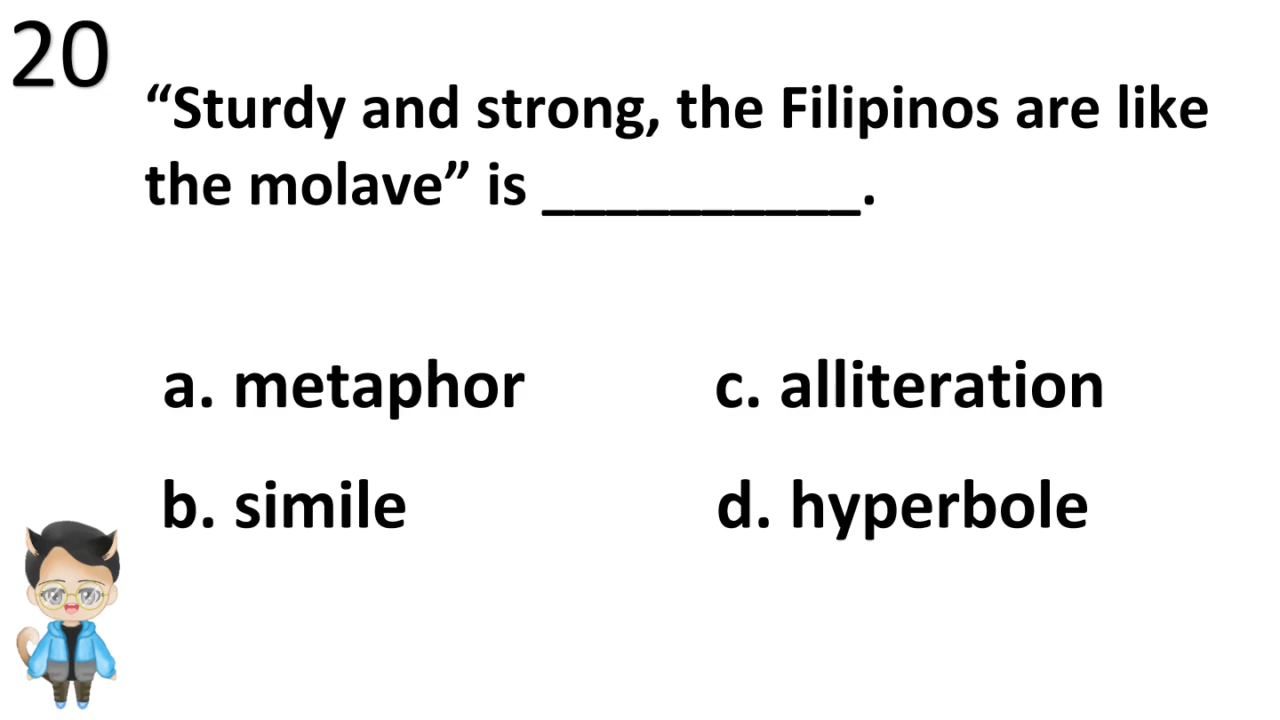 20
“Sturdy and strong, the Filipinos are like
the molave” is __________.
a. metaphor
c. alliteration
b. simile
d. hyperbole